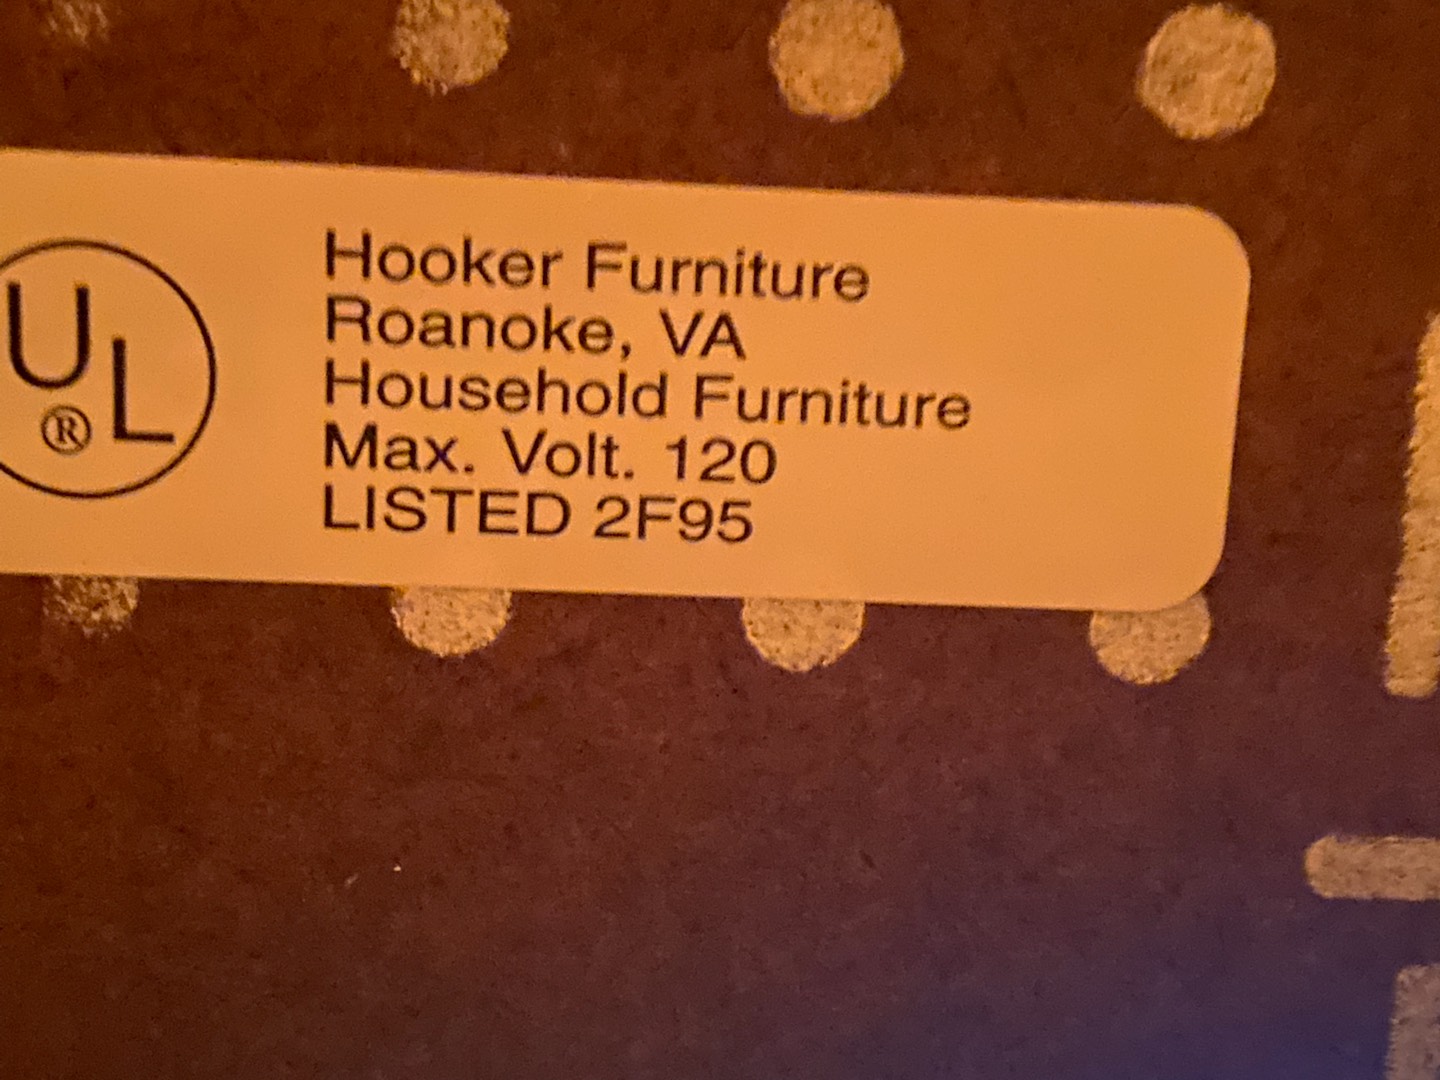 UL
®
Hooker Furniture
Roanoke, VA
Household Furniture
Max. Volt. 120
LISTED 2F95